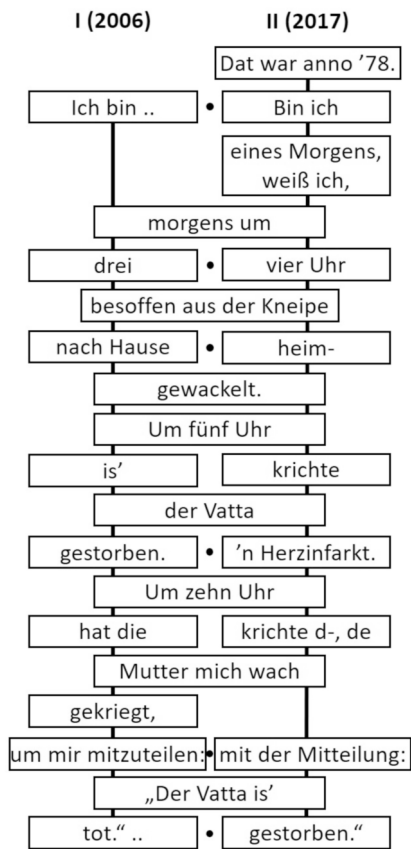 I (2006) II (2017)
Dat war anno ’78.
Ich bin .. • Bin ich
eines Morgens,
weiß ich,
morgens um
drei • vier Uhr
besoffen aus der Kneipe
nach Hause • heim-
gewackelt.
Um fünf Uhr
is’ krichte
der Vatta
gestorben. • ’n Herzinfarkt.
Um zehn Uhr
hat die krichte d-, de
Mutter mich wach
gekriegt,
um mir mitzuteilen: • mit der Mitteilung:
„Der Vatta is’
tot.“ .. • gestorben.“